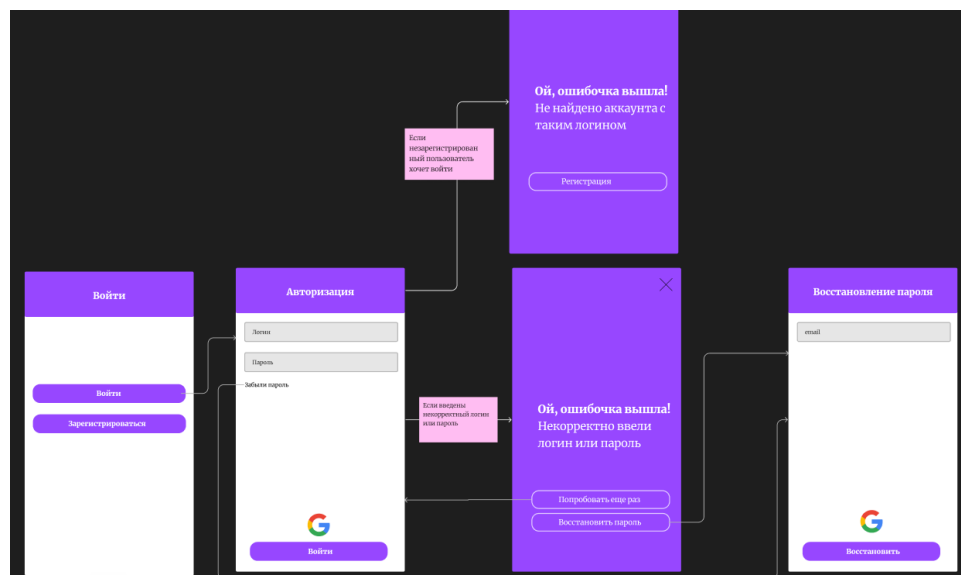 Ой, ошибочка вышла!
Не найдено аккаунта с
таким логином
Регистрация
Если
незарегистрирован
ный пользователь
хочет войти
Войти
Войти
Зарегистрироваться
Авторизация
Логин
Пароль
Забыли пароль
Войти
Если введены
некорректный логин
или пароль
Ой, ошибочка вышла!
Некорректно ввели
логин или пароль
Попробовать еще раз
Восстановить пароль
Восстановление пароля
email
Восстановить